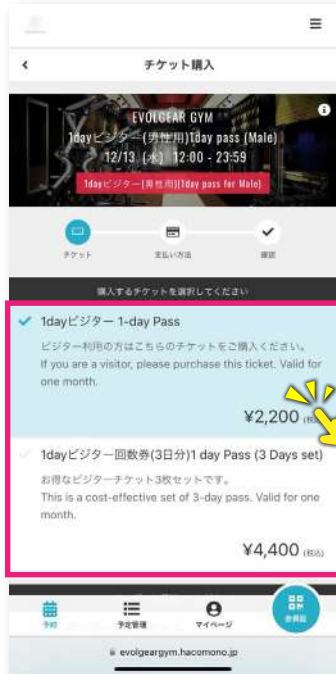 チケット購入
EVOLGEAR GYM
1dayビジター(男性用)1day pass (Male)
12/13 (水) 12:00 - 23:59
1dayビジター(男性用)(1day pass for Male)
チケット
支払い方法
確認
購入するチケットを選択してください
1dayビジター 1-day Pass
ビジター利用の方はこちらのチケットをご購入ください。
If you are a visitor, please purchase this ticket. Valid for
one month.
¥2,200
1dayビジター回数券(3日分)1 day Pass (3 Days set)
お得なビジターチケット3枚セットです。
This is a cost-effective set of 3-day pass. Valid for one
month.
¥4,400 (税込)
予約
予定管理
マイページ
会員証
evolgeargym.hacomono.jp